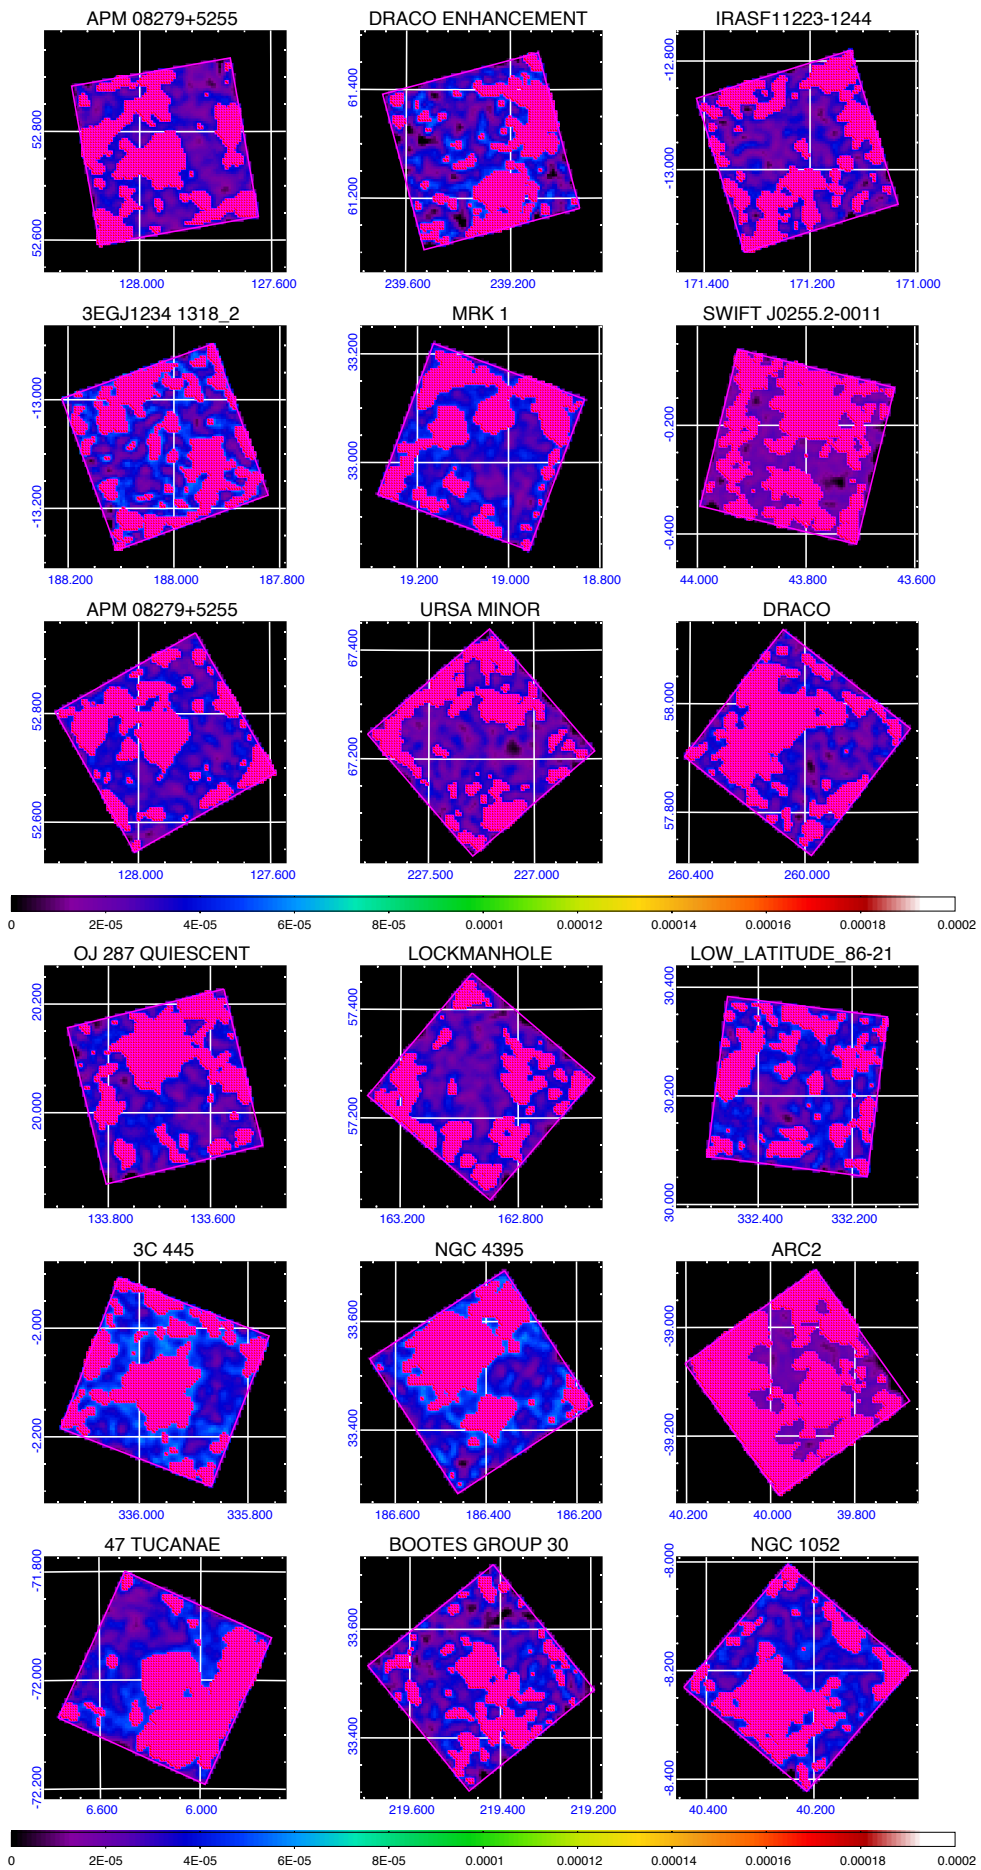 APM 08279+5255 DRACO ENHANCEMENT IRASF11223-1244
52.800 61.400 -12.800
52.600 61.200 -13.000
128.000 127.600 239.600 239.200 171.400 171.200 171.000
3EGJ1234 1318_2 MRK 1 SWIFT J0255.2-0011
-13.000 33.200 -0.200
-13.200 33.000 -0.400
188.200 188.000 187.800 19.200 19.000 18.800 44.000 43.800 43.600
APM 08279+5255 URSA MINOR DRACO
52.800 67.400 58.000
52.600 67.200 57.800
128.000 127.600 227.500 227.000 260.400 260.000
0 2E-05 4E-05 6E-05 8E-05 0.0001 0.00012 0.00014 0.00016 0.00018 0.0002
OJ 287 QUIESCENT LOCKMANHOLE LOW_LATITUDE_86-21
20.200 57.400 30.400
20.000 57.200 30.200
30.000
133.800 133.600 163.200 162.800 332.400 332.200
3C 445 NGC 4395 ARC2
-2.000 33.600 -39.000
-2.200 33.400 -39.200
336.000 335.800 186.600 186.400 186.200 40.200 40.000 39.800
47 TUCANAE BOOTES GROUP 30 NGC 1052
-71.800 33.600 -8.000
-72.000 33.400 -8.200
-72.200 -8.400
6.600 6.000 219.600 219.400 219.200 40.400 40.200
0 2E-05 4E-05 6E-05 8E-05 0.0001 0.00012 0.00014 0.00016 0.00018 0.0002